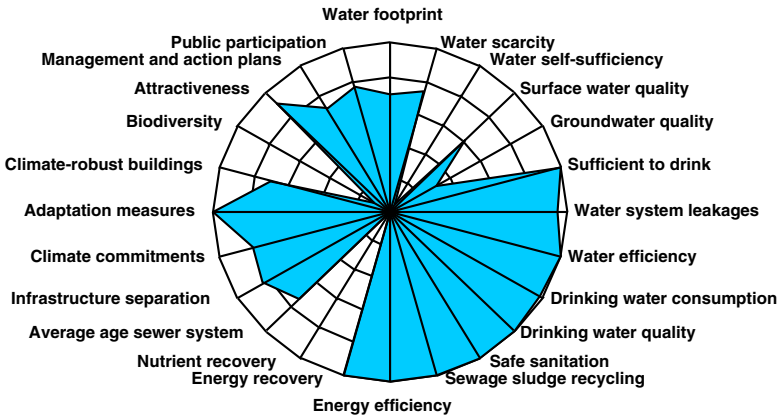 Water footprint
Public participation
Water scarcity
Management and action plans
Water self-sufficiency
Attractiveness
Surface water quality
Biodiversity
Groundwater quality
Climate-robust buildings
Sufficient to drink
Adaptation measures
Water system leakages
Climate commitments
Water efficiency
Infrastructure separation
Drinking water consumption
Average age sewer system
Drinking water quality
Nutrient recovery
Safe sanitation
Energy recovery
Sewage sludge recycling
Energy efficiency